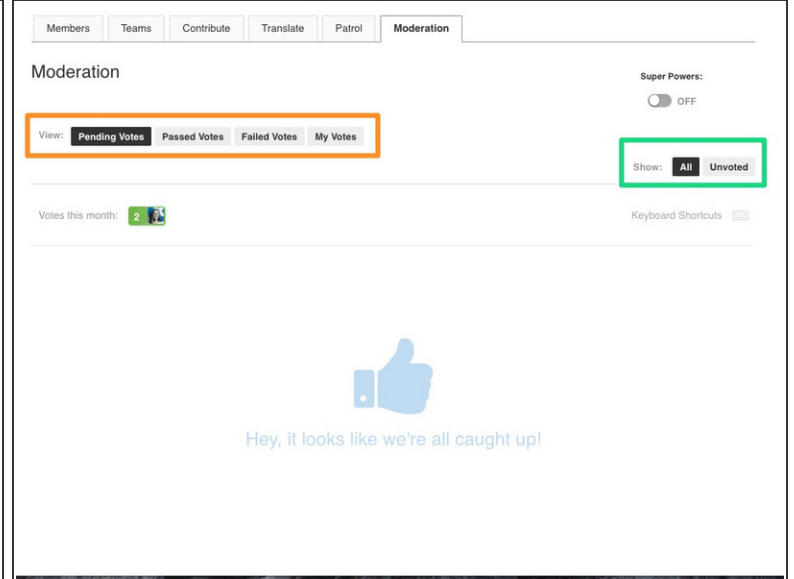 Members Teams Contribute Translate Patrol Moderation
Moderation
Super Powers:
OFF
View: Pending Votes Passed Votes Failed Votes My Votes
Show: All Unvoted
Votes this month: 2
Keyboard Shortcuts
Hey, it looks like we're all caught up!